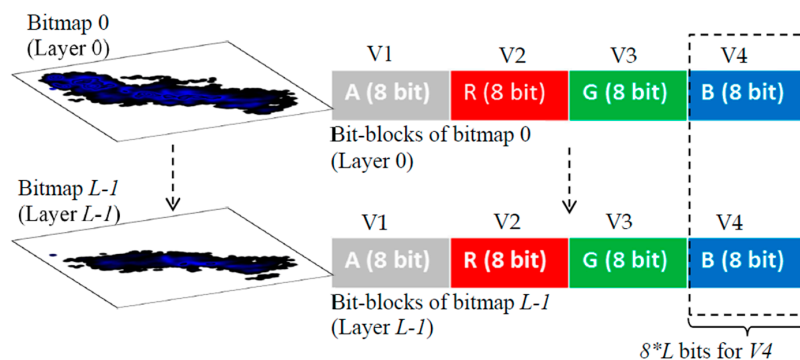 Bitmap 0
(Layer 0)
V1 V2 V3 V4
A (8 bit) R (8 bit) G (8 bit) B (8 bit)
Bit-blocks of bitmap 0
(Layer 0)
Bitmap L-1
(Layer L-1)
V1 V2 V3 V4
A (8 bit) R (8 bit) G (8 bit) B (8 bit)
Bit-blocks of bitmap L-1
(Layer L-1)
8*L bits for V4